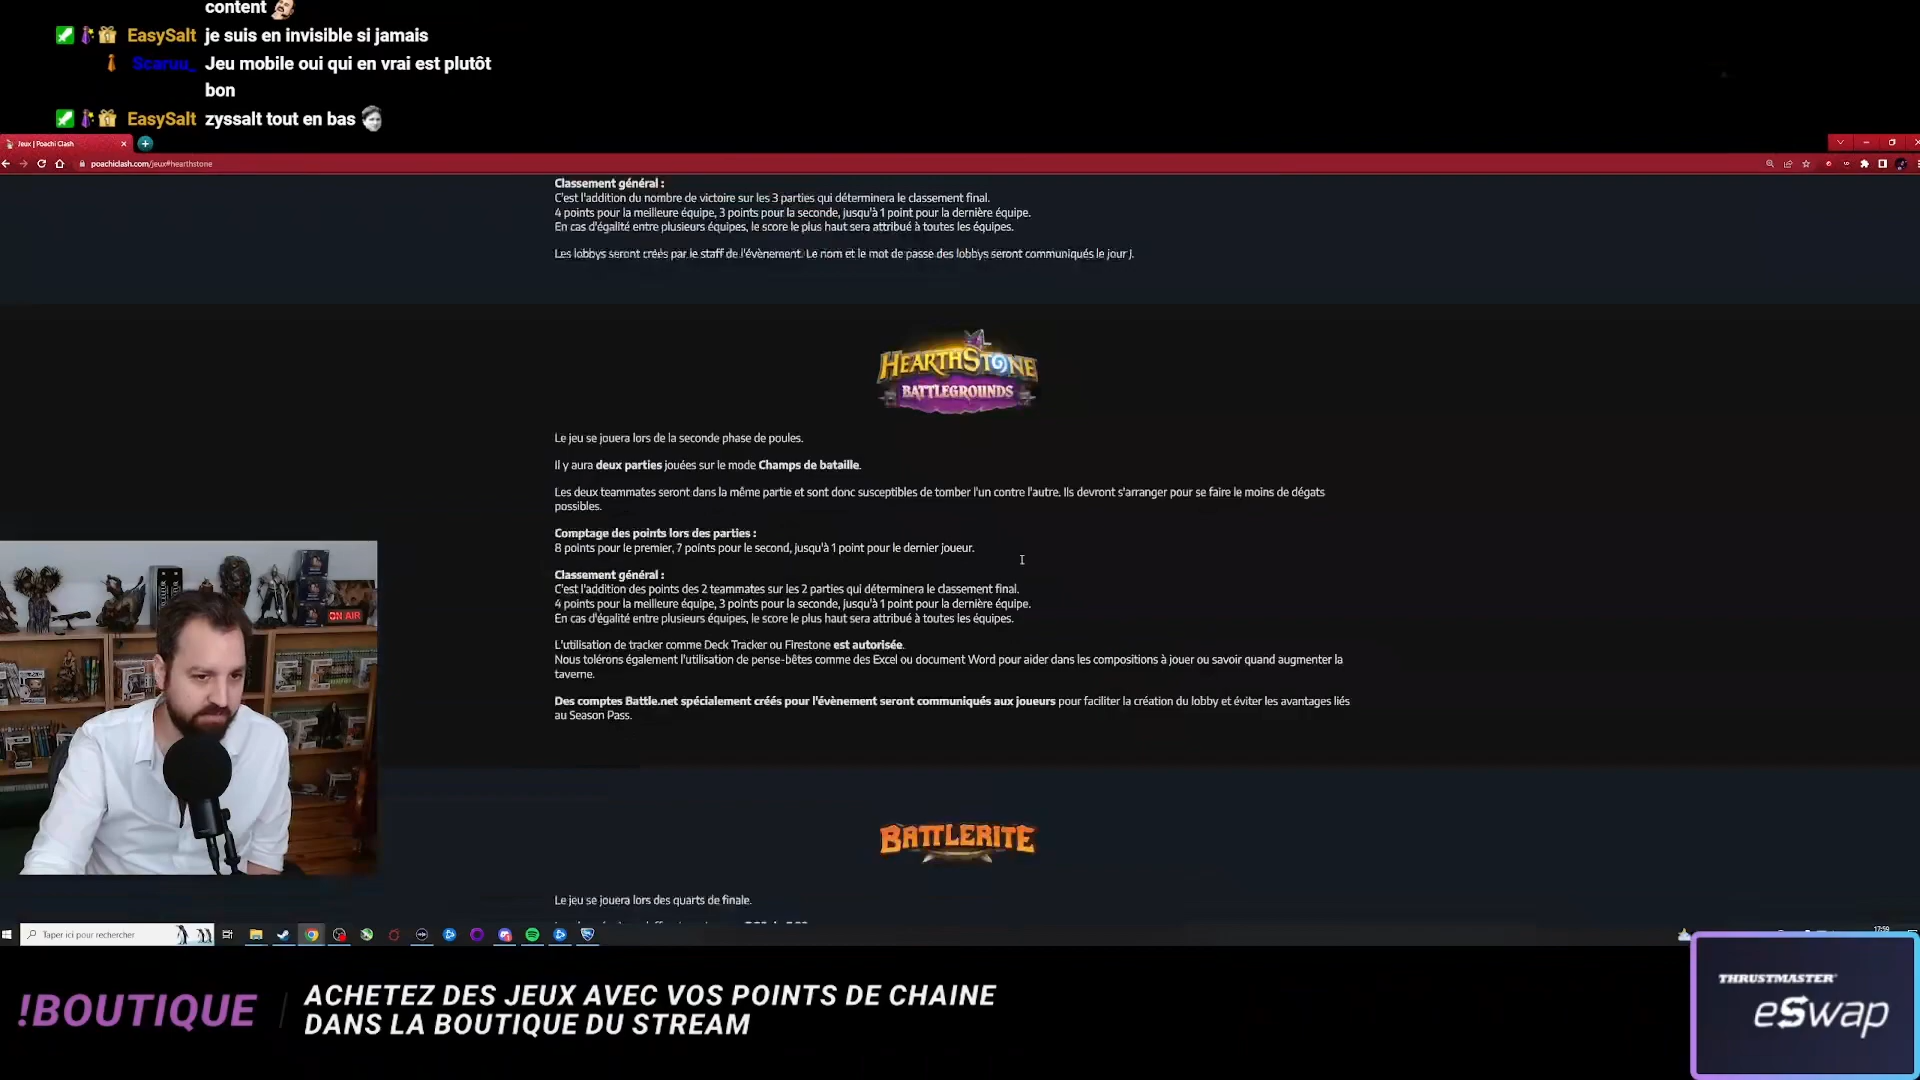 content
EasySalt je suis en invisible si jamais
Scaruu_ Jeu mobile oui qui en vrai est plutôt
bon
EasySalt zyssalt tout en bas
Jeux | Poachi Clash
poachiclash.com/jeux#hearthstone
Classement général :
C'est l'addition du nombre de victoire sur les 3 parties qui déterminera le classement final.
4 points pour la meilleure équipe, 3 points pour la seconde, jusqu'à 1 point pour la dernière équipe.
En cas d'égalité entre plusieurs équipes, le score le plus haut sera attribué à toutes les équipes.
Les lobbys seront créés par le staff de l'évènement. Le nom et le mot de passe des lobbys seront communiqués le jour J.
HEARTHSTONE
BATTLEGROUNDS
Le jeu se jouera lors de la seconde phase de poules.
Il y aura deux parties jouées sur le mode Champs de bataille.
Les deux teammates seront dans la même partie et sont donc susceptibles de tomber l'un contre l'autre. Ils devront s'arranger pour se faire le moins de dégats
possibles.
Comptage des points lors des parties :
8 points pour le premier, 7 points pour le second, jusqu'à 1 point pour le dernier joueur.
Classement général :
C'est l'addition des points des 2 teammates sur les 2 parties qui déterminera le classement final.
4 points pour la meilleure équipe, 3 points pour la seconde, jusqu'à 1 point pour la dernière équipe.
En cas d'égalité entre plusieurs équipes, le score le plus haut sera attribué à toutes les équipes.
L'utilisation de tracker comme Deck Tracker ou Firestone est autorisée.
Nous tolérons également l'utilisation de pense-bêtes comme des Excel ou document Word pour aider dans les compositions à jouer ou savoir quand augmenter la
taverne.
Des comptes Battle.net spécialement créés pour l'évènement seront communiqués aux joueurs pour faciliter la création du lobby et éviter les avantages liés
au Season Pass.
ON AIR
BATTLERITE
Le jeu se jouera lors des quarts de finale.
Taper ici pour rechercher
17:59
!BOUTIQUE
ACHETEZ DES JEUX AVEC VOS POINTS DE CHAINE
DANS LA BOUTIQUE DU STREAM
THRUSTMASTER
eSwap